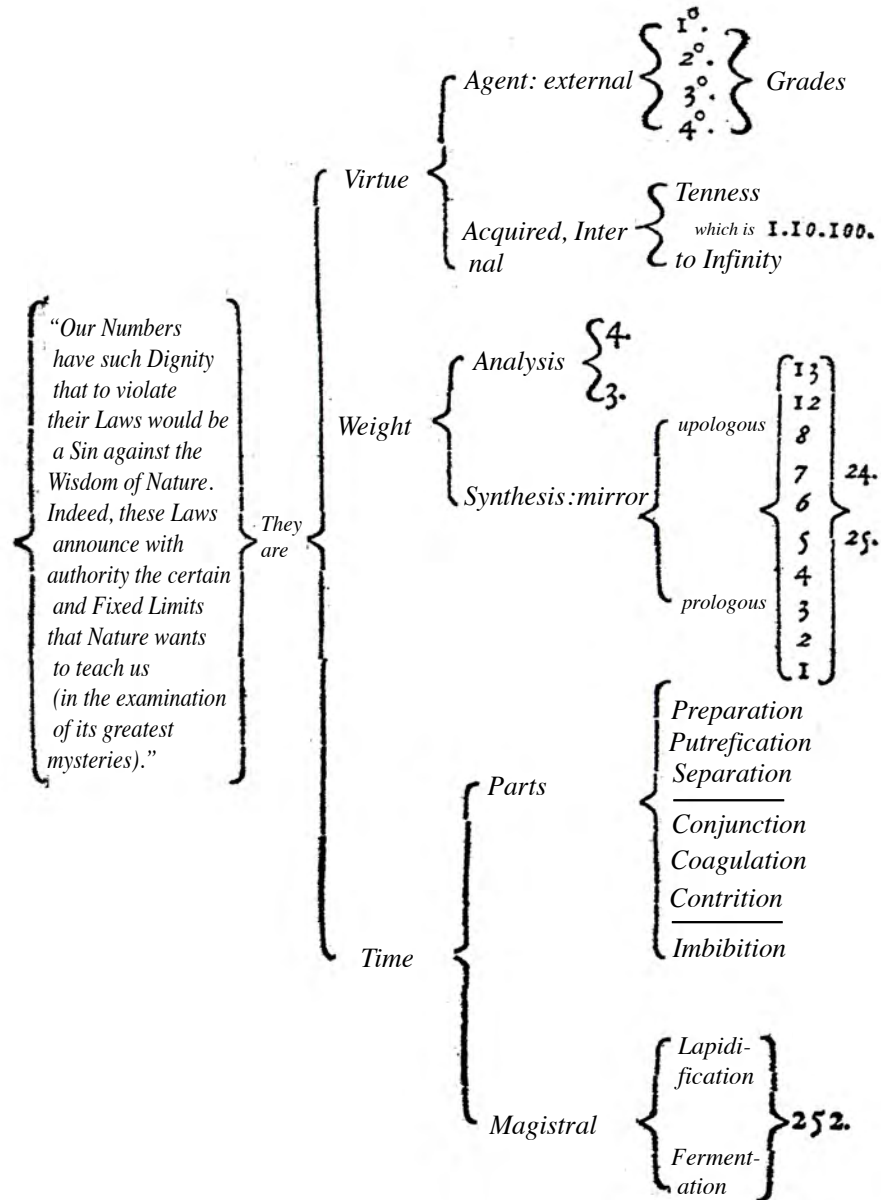 “Our Numbers
have such Dignity
that to violate
their Laws would be
a Sin against the
Wisdom of Nature.
Indeed, these Laws
announce with
authority the certain
and Fixed Limits
that Nature wants
to teach us
(in the examination
of its greatest
mysteries).”
They
are
Virtue
Agent: external
1°.
2°.
3°.
4°.
Grades
Acquired, Inter
nal
Tenness
which is 1.10.100.
to Infinity
Weight
Analysis
4.
3.
Synthesis:mirror
upologous
prologous
13
12
8
7
6
5
4
3
2
1
24.
25.
Time
Parts
Preparation
Putrefication
Separation
Conjunction
Coagulation
Contrition
Imbibition
Magistral
Lapidi-
fication
Ferment-
ation
252.